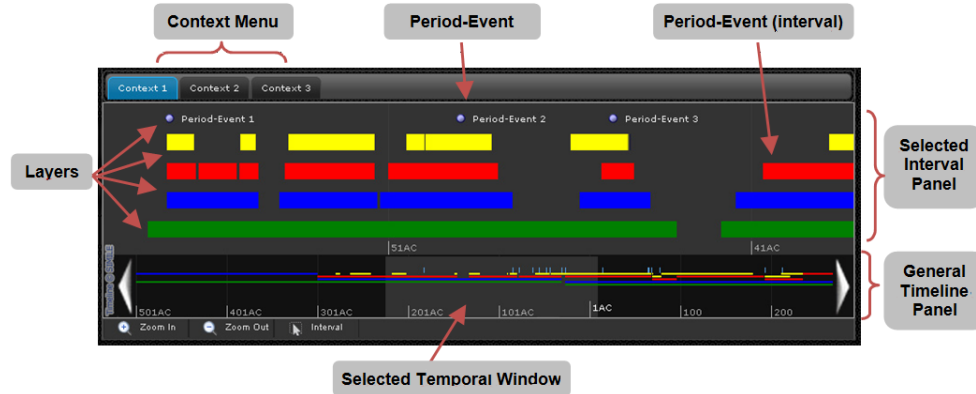 Context Menu
Period-Event
Period-Event (interval)
Context 1
Context 2
Context 3
Period-Event 1
Period-Event 2
Period-Event 3
Layers
Selected
Interval
Panel
51AC
41AC
General
Timeline
Panel
501AC
401AC
301AC
201AC
101AC
1AC
100
200
Zoom In
Zoom Out
Interval
Selected Temporal Window